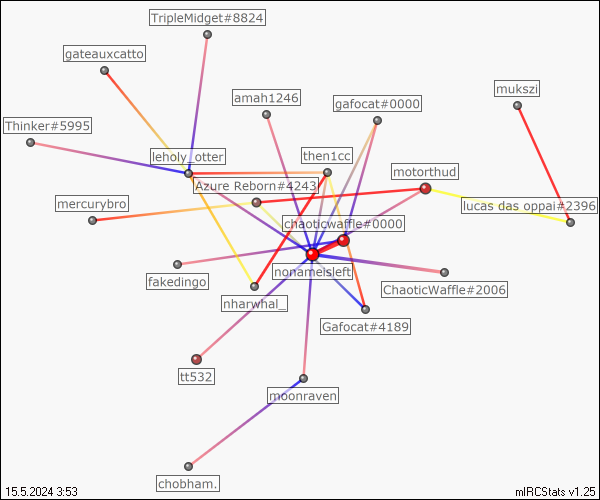 TripleMidget#8824
gateauxcatto
mukszi
amah1246
gafocat#0000
Thinker#5995
leholy_otter
then1cc
motorthud
Azure Reborn#4243
mercurybro
lucas das oppai#2396
chaoticwaffle#0000
nonameisleft
fakedingo
ChaoticWaffle#2006
nharwhal_
Gafocat#4189
tt532
moonraven
chobham.
15.5.2024 3:53
mIRCStats v1.25